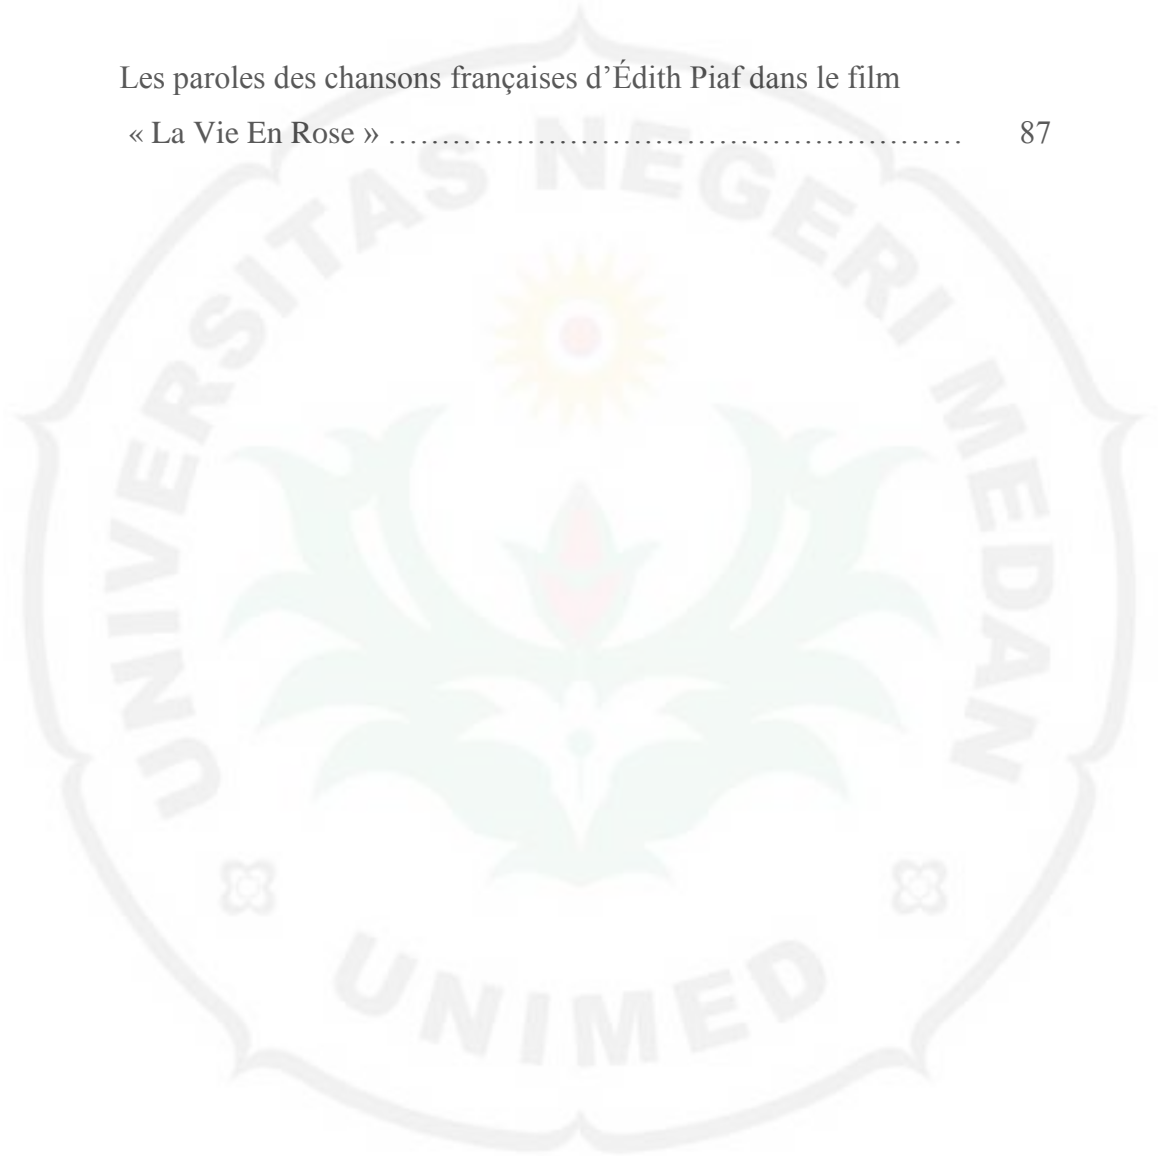 Les paroles des chansons françaises d’Édith Piaf dans le film
« La Vie En Rose » ………………………………………………… 87
UNIVERSITAS NEGERI MEDAN
UNIMED